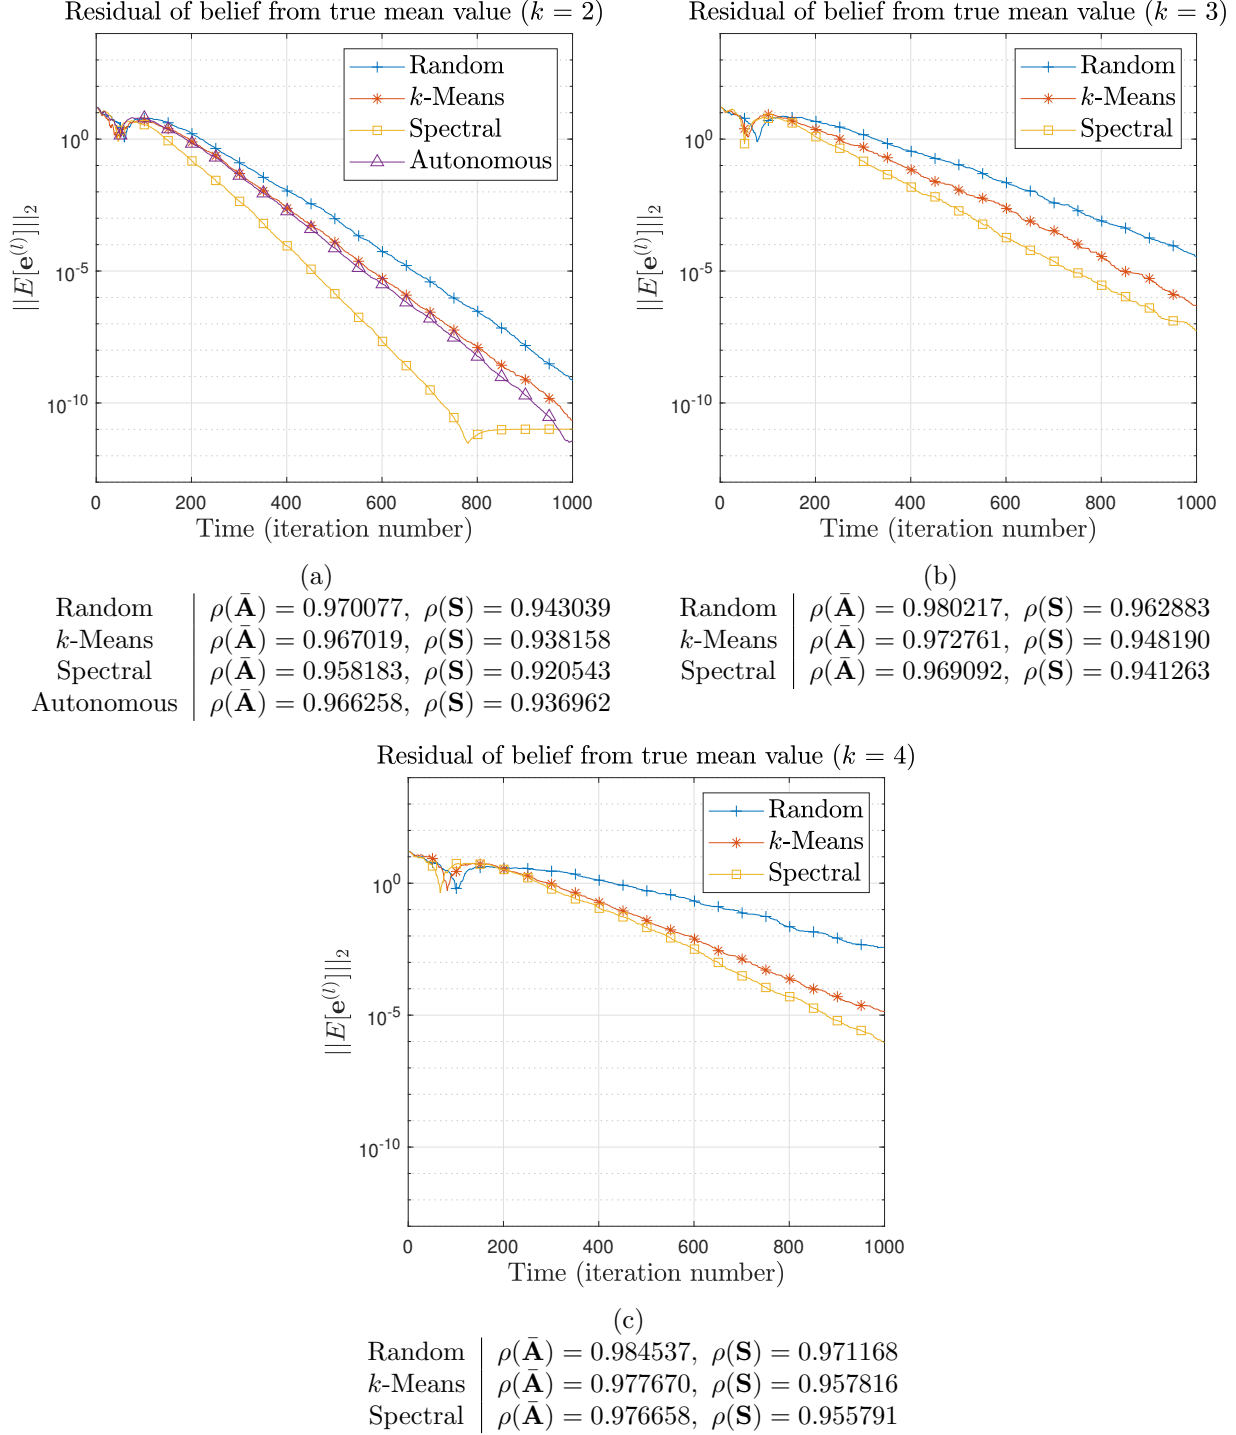 Residual of belief from true mean value (k = 2)
Random
k-Means
Spectral
Autonomous
10^0
10^-5
10^-10
||E[e^(l)]||_2
0 200 400 600 800 1000
Time (iteration number)
(a)
Random ρ(Ā) = 0.970077, ρ(S) = 0.943039
k-Means ρ(Ā) = 0.967019, ρ(S) = 0.938158
Spectral ρ(Ā) = 0.958183, ρ(S) = 0.920543
Autonomous ρ(Ā) = 0.966258, ρ(S) = 0.936962
Residual of belief from true mean value (k = 3)
Random
k-Means
Spectral
10^0
10^-5
10^-10
||E[e^(l)]||_2
0 200 400 600 800 1000
Time (iteration number)
(b)
Random ρ(Ā) = 0.980217, ρ(S) = 0.962883
k-Means ρ(Ā) = 0.972761, ρ(S) = 0.948190
Spectral ρ(Ā) = 0.969092, ρ(S) = 0.941263
Residual of belief from true mean value (k = 4)
Random
k-Means
Spectral
10^0
10^-5
10^-10
||E[e^(l)]||_2
0 200 400 600 800 1000
Time (iteration number)
(c)
Random ρ(Ā) = 0.984537, ρ(S) = 0.971168
k-Means ρ(Ā) = 0.977670, ρ(S) = 0.957816
Spectral ρ(Ā) = 0.976658, ρ(S) = 0.955791